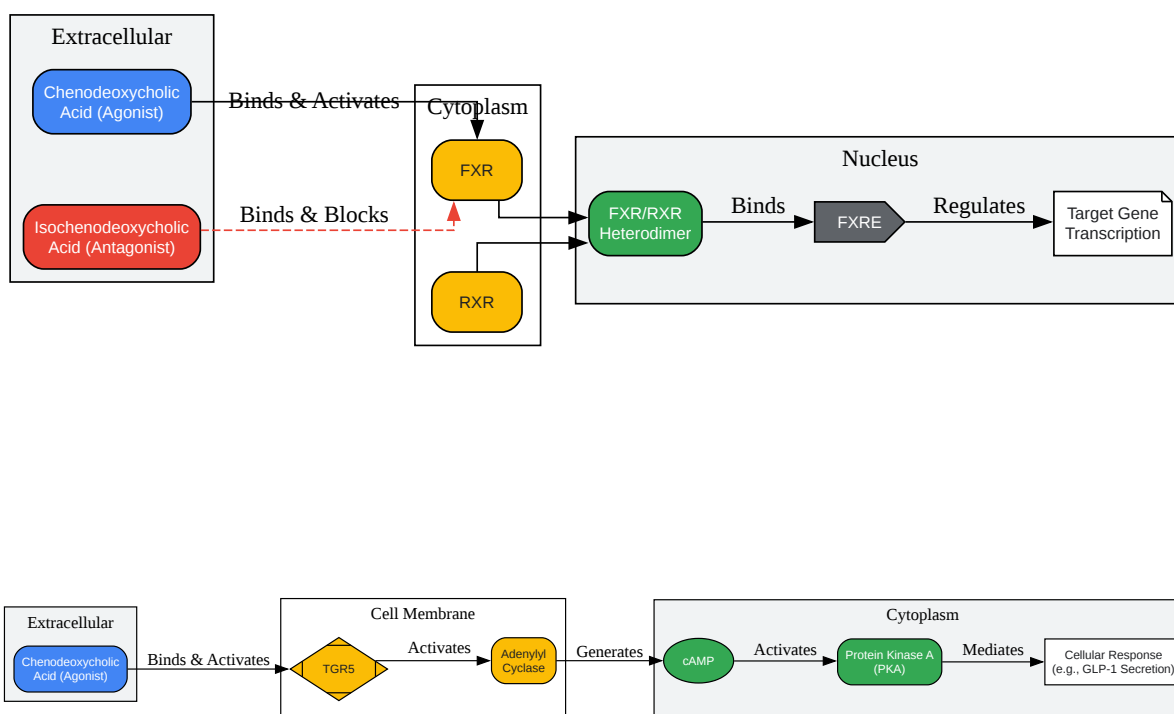 Extracellular
Chenodeoxycholic
Acid (Agonist)
Binds & Activates
Isochenodeoxycholic
Acid (Antagonist)
Binds & Blocks
Cytoplasm
FXR
RXR
Nucleus
FXR/RXR
Heterodimer
Binds
FXRE
Regulates
Target Gene
Transcription
Extracellular
Chenodeoxycholic
Acid (Agonist)
Binds & Activates
Cell Membrane
TGR5
Activates
Adenylyl
Cyclase
Generates
Cytoplasm
cAMP
Activates
Protein Kinase A
(PKA)
Mediates
Cellular Response
(e.g., GLP-1 Secretion)